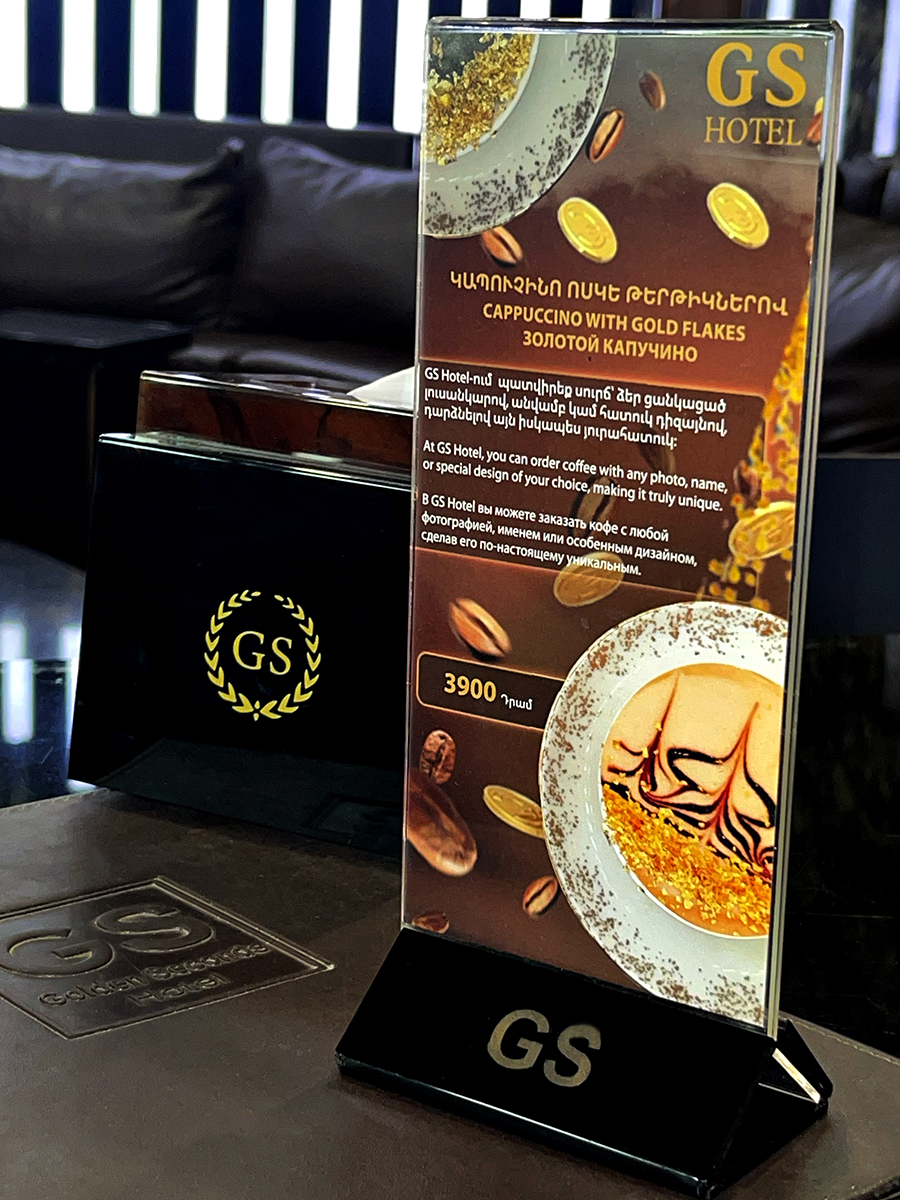 GS
HOTEL
ԿԱՊՈՒՉԻՆՈ ՈՍԿԵ ԹԵՐԹԻԿՆԵՐՈՎ
CAPPUCCINO WITH GOLD FLAKES
ЗОЛОТОЙ КАПУЧИНО
GS Hotel-ում պատվիրեք սուրճ՝ ձեր ցանկացած
լուսանկարով, անվամբ կամ հատուկ դիզայնով,
դարձնելով այն իսկապես յուրահատուկ:
At GS Hotel, you can order coffee with any photo, name,
or special design of your choice, making it truly unique.
В GS Hotel вы можете заказать кофе с любой
фотографией, именем или особенным дизайном,
сделав его по-настоящему уникальным.
3900 Դրամ
GS
GS
GS
Golden Seconds
Hotel